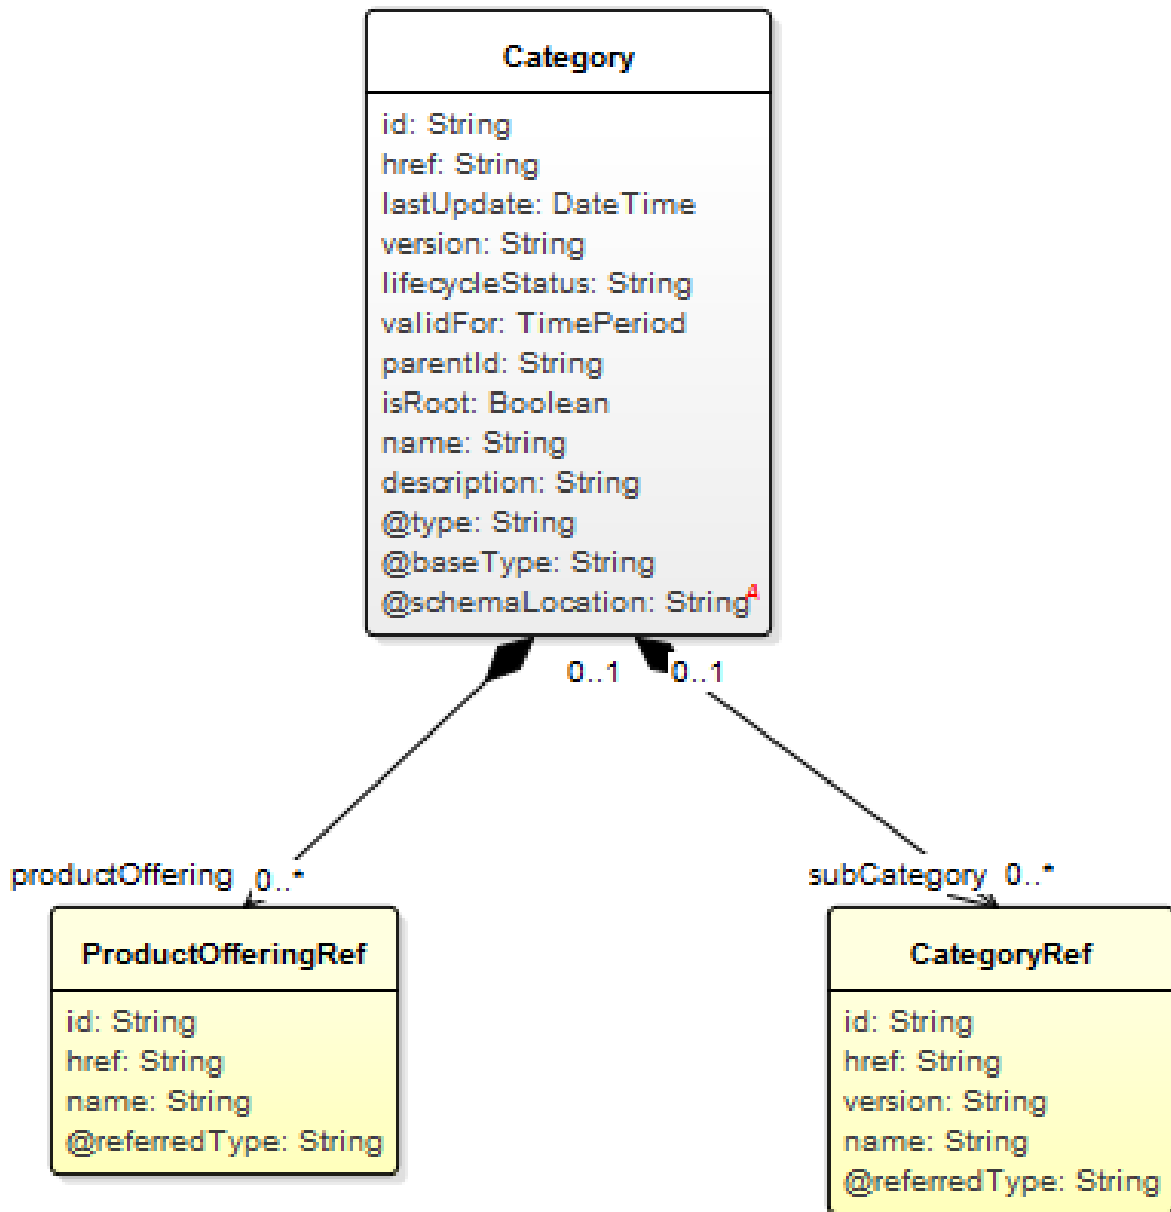 Category
id: String
href: String
lastUpdate: DateTime
version: String
lifecycleStatus: String
validFor: TimePeriod
parentId: String
isRoot: Boolean
name: String
description: String
@type: String
@baseType: String
@schemaLocation: String
0..1
0..1
productOffering 0..*
subCategory 0..*
ProductOfferingRef
id: String
href: String
name: String
@referredType: String
CategoryRef
id: String
href: String
version: String
name: String
@referredType: String